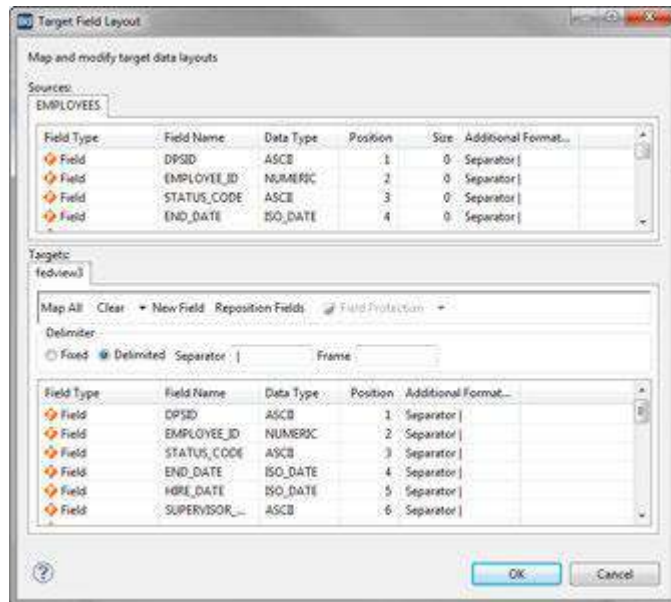 Target Field Layout
Map and modify target data layouts
Sources:
EMPLOYEES
Field Type Field Name Data Type Position Size Additional Format...
Field DPSID ASCII 1 0 Separator |
Field EMPLOYEE_ID NUMERIC 2 0 Separator |
Field STATUS_CODE ASCII 3 0 Separator |
Field END_DATE ISO_DATE 4 0 Separator |
Targets:
fedview3
Map All Clear New Field Reposition Fields Field Protection
Delimiter
Fixed Delimited Separator | Frame
Field Type Field Name Data Type Position Additional Format...
Field DPSID ASCII 1 Separator |
Field EMPLOYEE_ID NUMERIC 2 Separator |
Field STATUS_CODE ASCII 3 Separator |
Field END_DATE ISO_DATE 4 Separator |
Field HIRE_DATE ISO_DATE 5 Separator |
Field SUPERVISOR_... ASCII 6 Separator |
?
OK Cancel